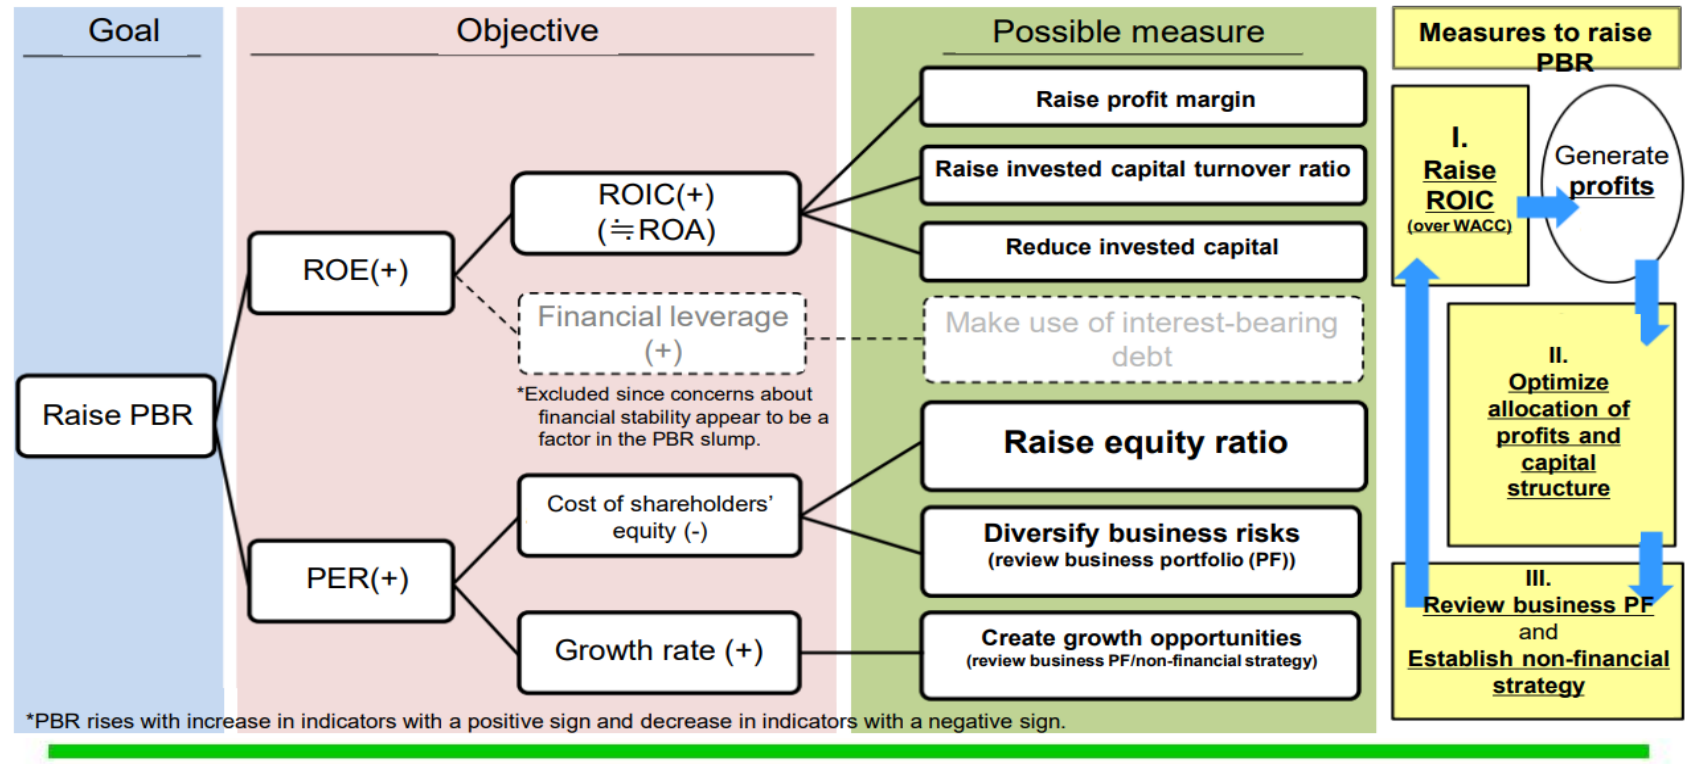 Goal
Objective
Possible measure
Measures to raise
PBR
Raise PBR
ROE(+)
PER(+)
ROIC(+)
(≒ROA)
Financial leverage
(+)
*Excluded since concerns about
financial stability appear to be a
factor in the PBR slump.
Cost of shareholders’
equity (-)
Growth rate (+)
Raise profit margin
Raise invested capital turnover ratio
Reduce invested capital
Make use of interest-bearing
debt
Raise equity ratio
Diversify business risks
(review business portfolio (PF))
Create growth opportunities
(review business PF/non-financial strategy)
I.
Raise
ROIC
(over WACC)
Generate
profits
II.
Optimize
allocation of
profits and
capital
structure
III.
Review business PF
and
Establish non-financial
strategy
*PBR rises with increase in indicators with a positive sign and decrease in indicators with a negative sign.